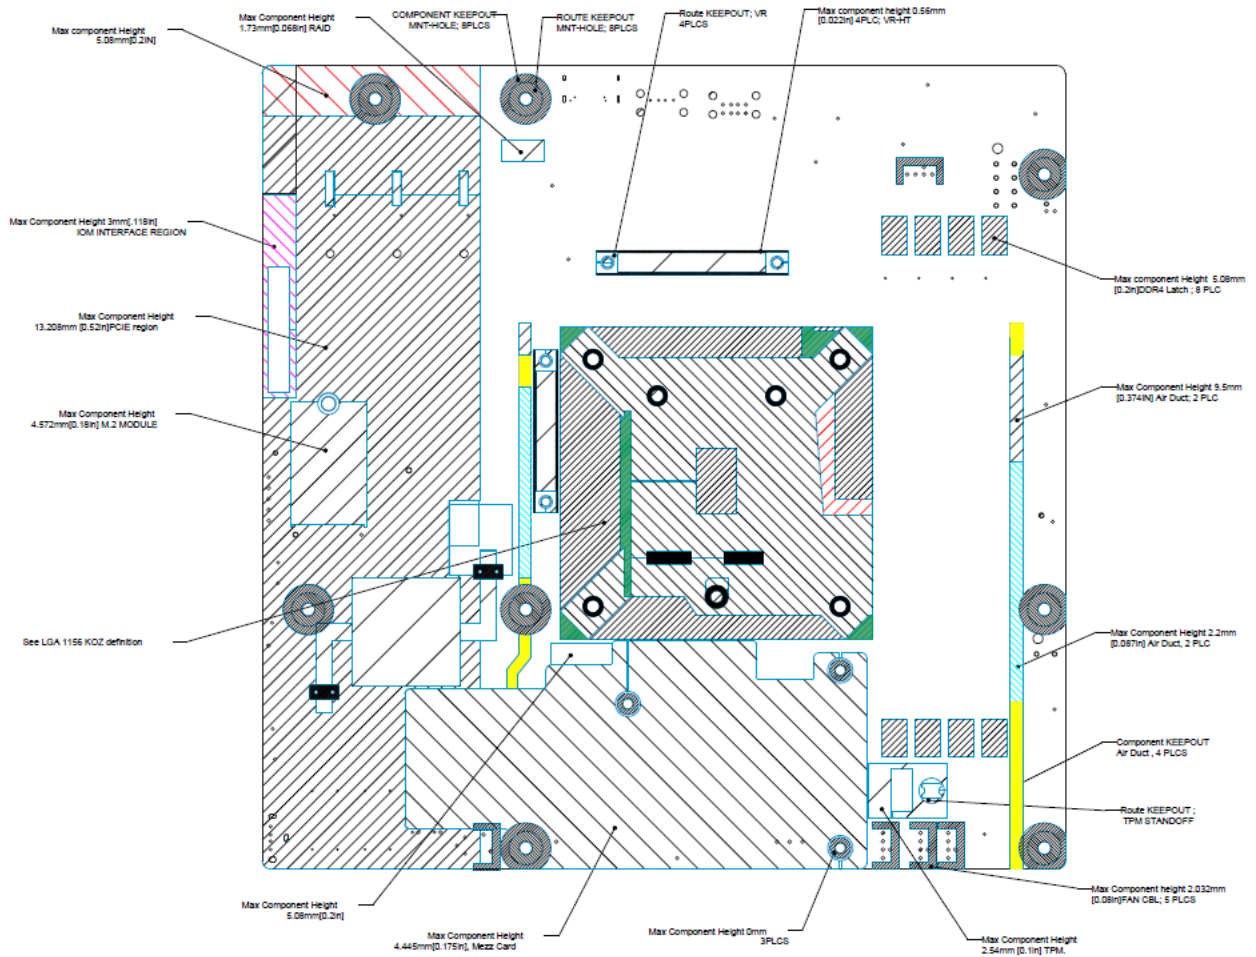 Max component Height
5.08mm[0.2IN]
Max Component Height
1.73mm[0.068in] RAID
COMPONENT KEEPOUT
MNT-HOLE; 8PLCS
ROUTE KEEPOUT
MNT-HOLE; 8PLCS
Route KEEPOUT; VR
4PLCS
Max component height 0.56mm
[0.022in] 4PLC; VR-HT
Max Component Height 3mm[.118in]
IOM INTERFACE REGION
Max component Height 5.08mm
[0.2in]DDR4 Latch ; 8 PLC
Max Component Height
13.208mm [0.52in]PCIE region
Max Component Height 9.5mm
[0.374IN] Air Duct; 2 PLC
Max Component Height
4.572mm[0.18in] M.2 MODULE
See LGA 1156 KOZ definition
Max Component Height 2.2mm
[0.087in] Air Duct, 2 PLC
Component KEEPOUT
Air Duct , 4 PLCS
Route KEEPOUT ;
TPM STANDOFF
Max Component height 2.032mm
[0.08in]FAN CBL; 5 PLCS
Max Component Height
5.08mm[0.2in]
Max Component Height
4.445mm[0.175in], Mezz Card
Max Component Height 0mm
3PLCS
Max Component Height
2.54mm [0.1in] TPM.